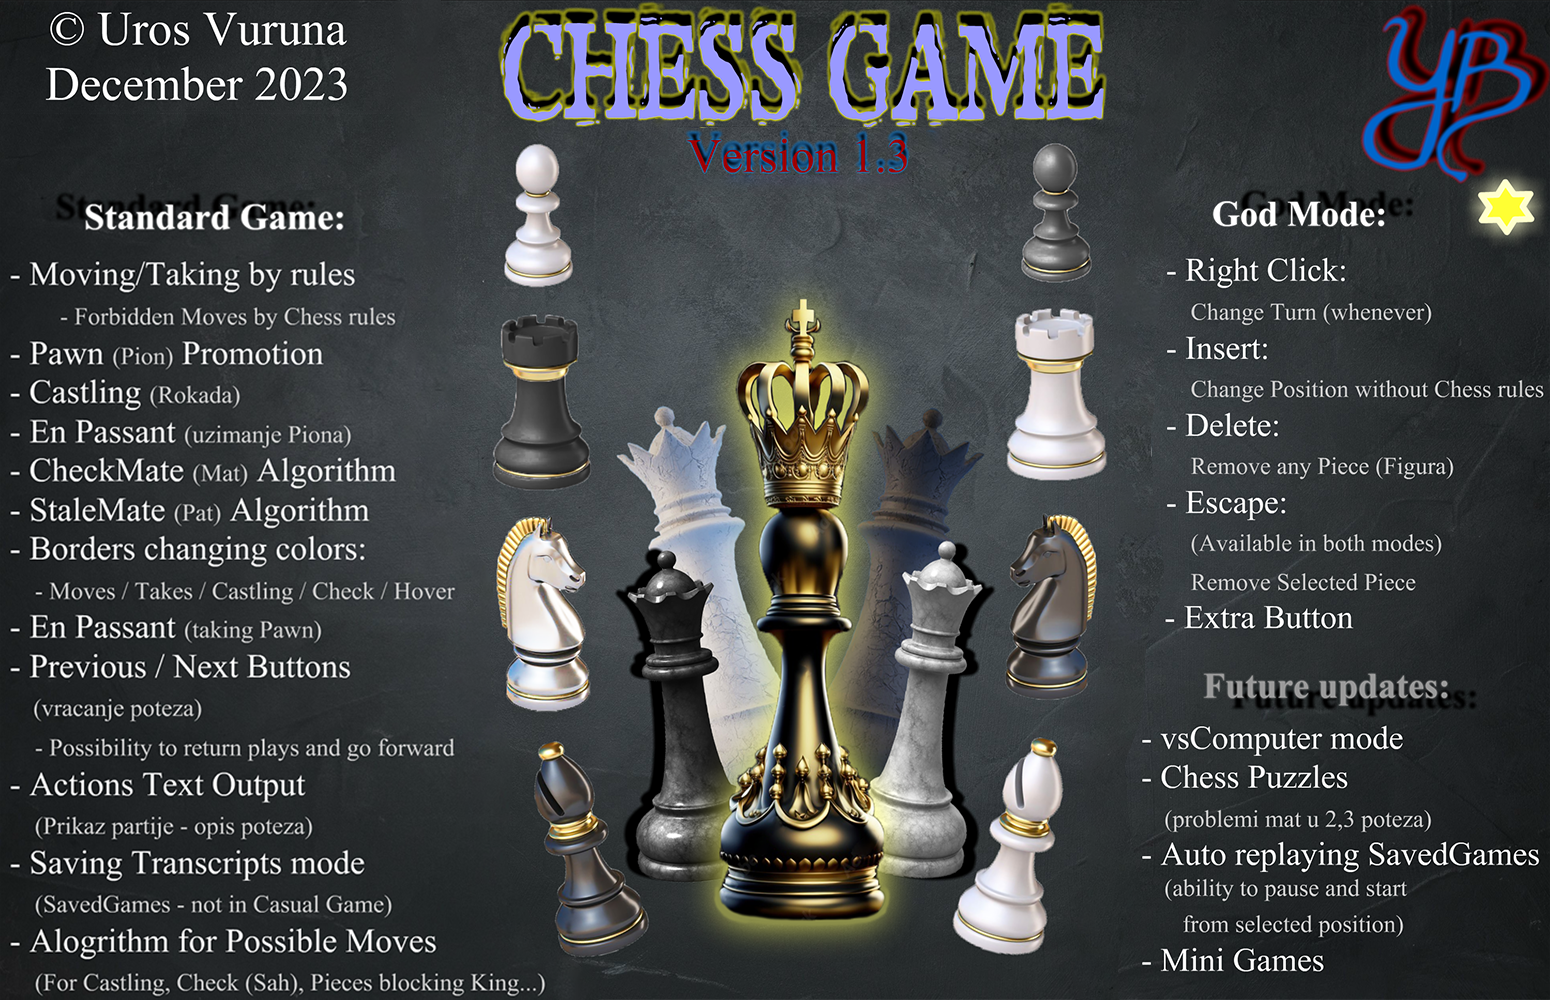 © Uros Vuruna
December 2023
CHESS GAME
Version 1.3
YB
Standard Game:
- Moving/Taking by rules
- Forbidden Moves by Chess rules
- Pawn (Pion) Promotion
- Castling (Rokada)
- En Passant (uzimanje Piona)
- CheckMate (Mat) Algorithm
- StaleMate (Pat) Algorithm
- Borders changing colors:
- Moves / Takes / Castling / Check / Hover
- En Passant (taking Pawn)
- Previous / Next Buttons
(vracanje poteza)
- Possibility to return plays and go forward
- Actions Text Output
(Prikaz partije - opis poteza)
- Saving Transcripts mode
(SavedGames - not in Casual Game)
- Alogrithm for Possible Moves
(For Castling, Check (Sah), Pieces blocking King...)
God Mode:
- Right Click:
Change Turn (whenever)
- Insert:
Change Position without Chess rules
- Delete:
Remove any Piece (Figura)
- Escape:
(Available in both modes)
Remove Selected Piece
- Extra Button
Future updates:
- vsComputer mode
- Chess Puzzles
(problemi mat u 2,3 poteza)
- Auto replaying SavedGames
(ability to pause and start
from selected position)
- Mini Games